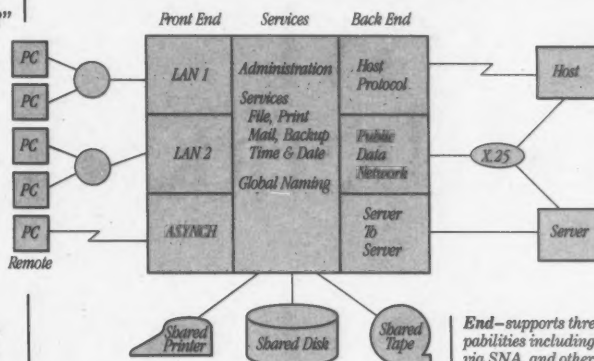 ”
Front End Services Back End
PC
PC
PC
PC
PC
Remote
LAN 1
LAN 2
ASYNCH
Administration
Services
File, Print
Mail, Backup
Time & Date
Global Naming
Host
Protocol
Public
Data
Network
Server
To
Server
Host
X.25
Server
Shared
Printer
Shared Disk
Shared
Tape
End–supports thre
pabilities including
via SNA, and other